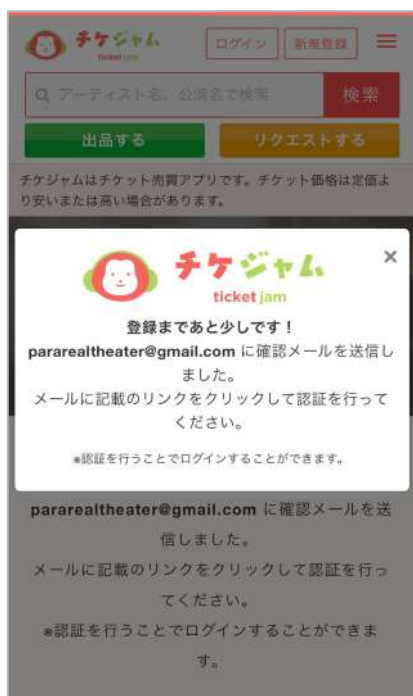 チケジャム
ticket jam
ログイン
新規登録
アーティスト名、公演名で検索
検索
出品する
リクエストする
チケジャムはチケット売買アプリです。チケット価格は定価よ
り安いまたは高い場合があります。
チケジャム
ticket jam
×
登録まであと少しです！
pararealtheater@gmail.com に確認メールを送信し
ました。
メールに記載のリンクをクリックして認証を行って
ください。
※認証を行うことでログインすることができます。
pararealtheater@gmail.com に確認メールを送
信しました。
メールに記載のリンクをクリックして認証を行っ
てください。
※認証を行うことでログインすることができま
す。